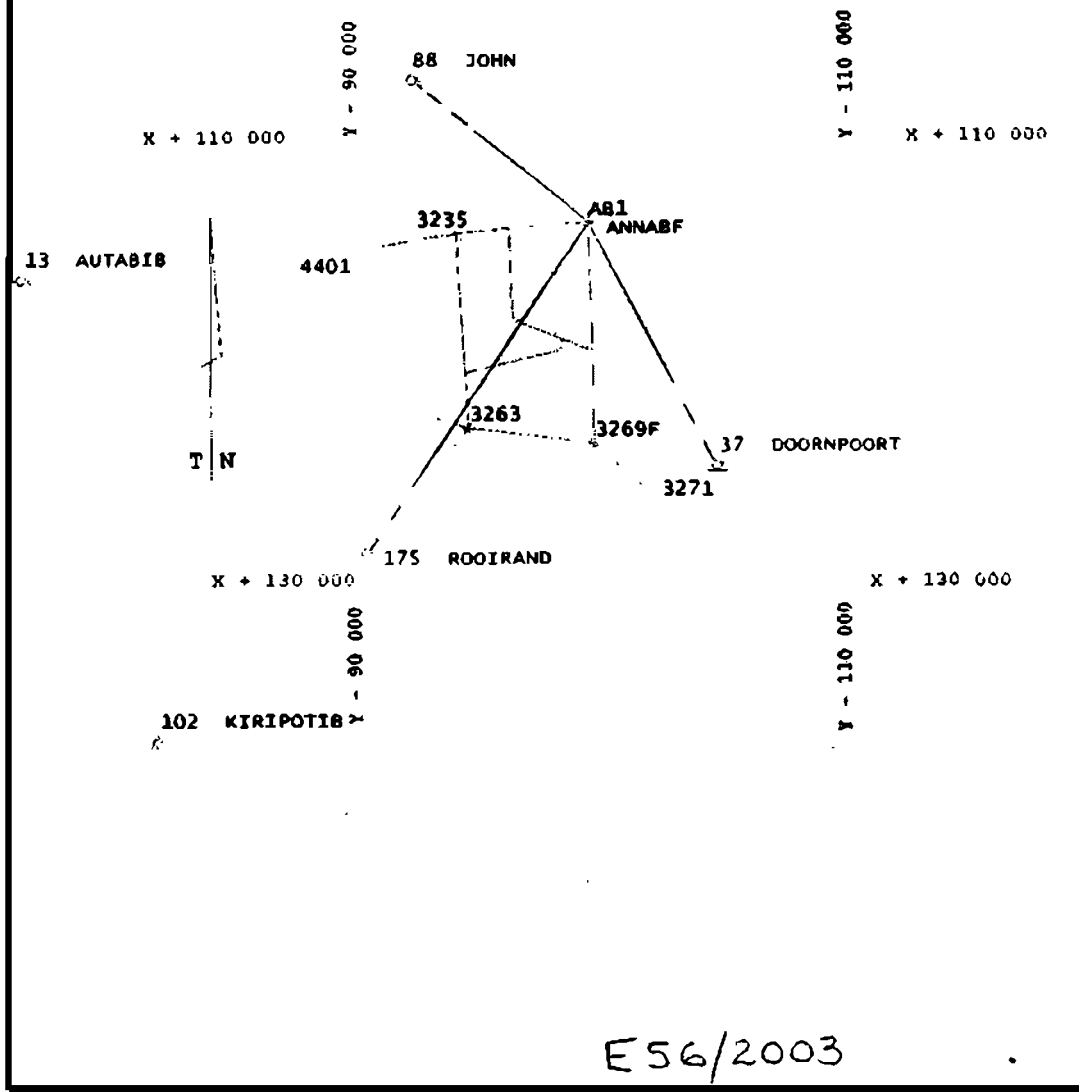 Y - 90 000
Y - 110 000
88 JOHN
X + 110 000
X + 110 000
3235
AB1
ANNABF
13 AUTABIB
4401
3263
3269F
37 DOORNPOORT
T N
3271
175 ROOIRAND
X + 130 000
X + 130 000
Y - 90 000
Y - 110 000
102 KIRIPOTIB
E56/2003